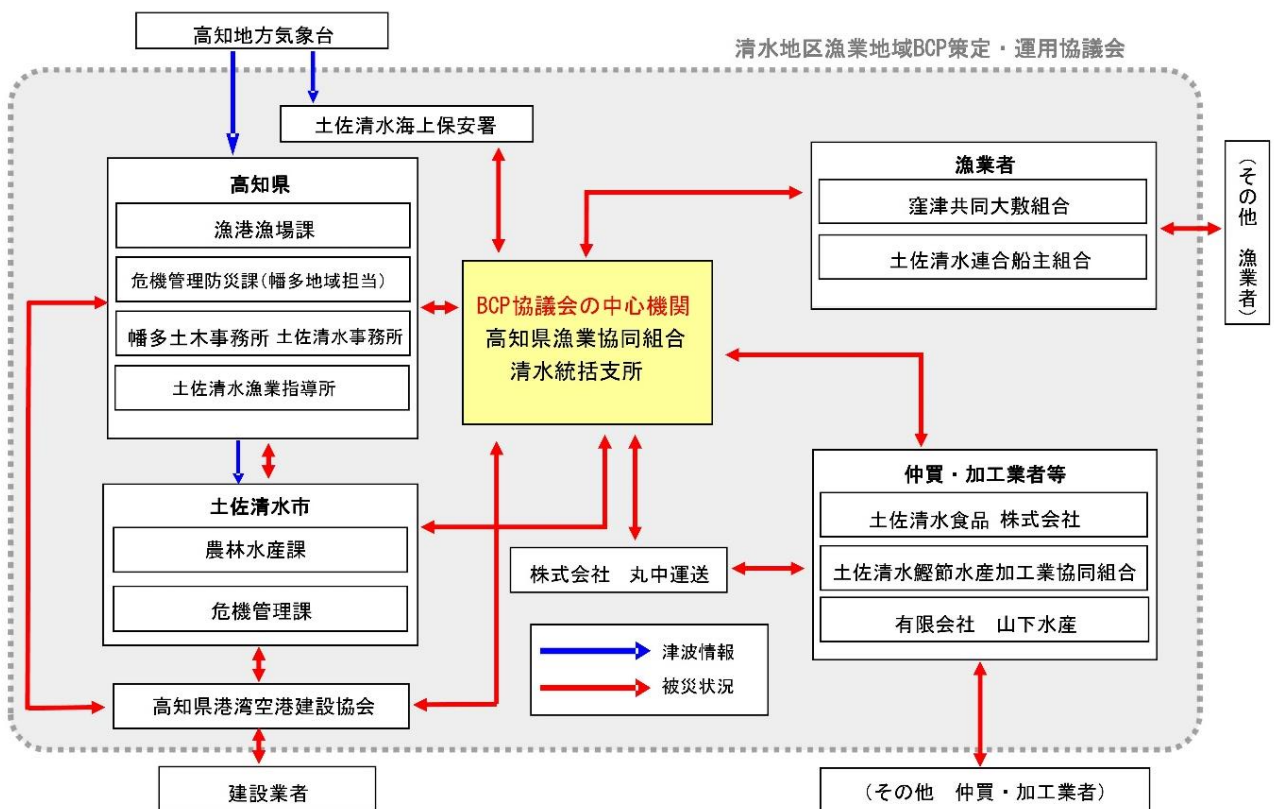 高知地方気象台
清水地区漁業地域BCP策定・運用協議会
土佐清水海上保安署
高知県
漁港漁場課
危機管理防災課(幡多地域担当)
幡多土木事務所 土佐清水事務所
土佐清水漁業指導所
漁業者
窪津共同大敷組合
土佐清水連合船主組合
(その他 漁業者)
BCP協議会の中心機関
高知県漁業協同組合
清水統括支所
土佐清水市
農林水産課
危機管理課
株式会社 丸中運送
仲買・加工業者等
土佐清水食品 株式会社
土佐清水鰹節水産加工業協同組合
有限会社 山下水産
津波情報
被災状況
高知県港湾空港建設協会
建設業者
(その他 仲買・加工業者)